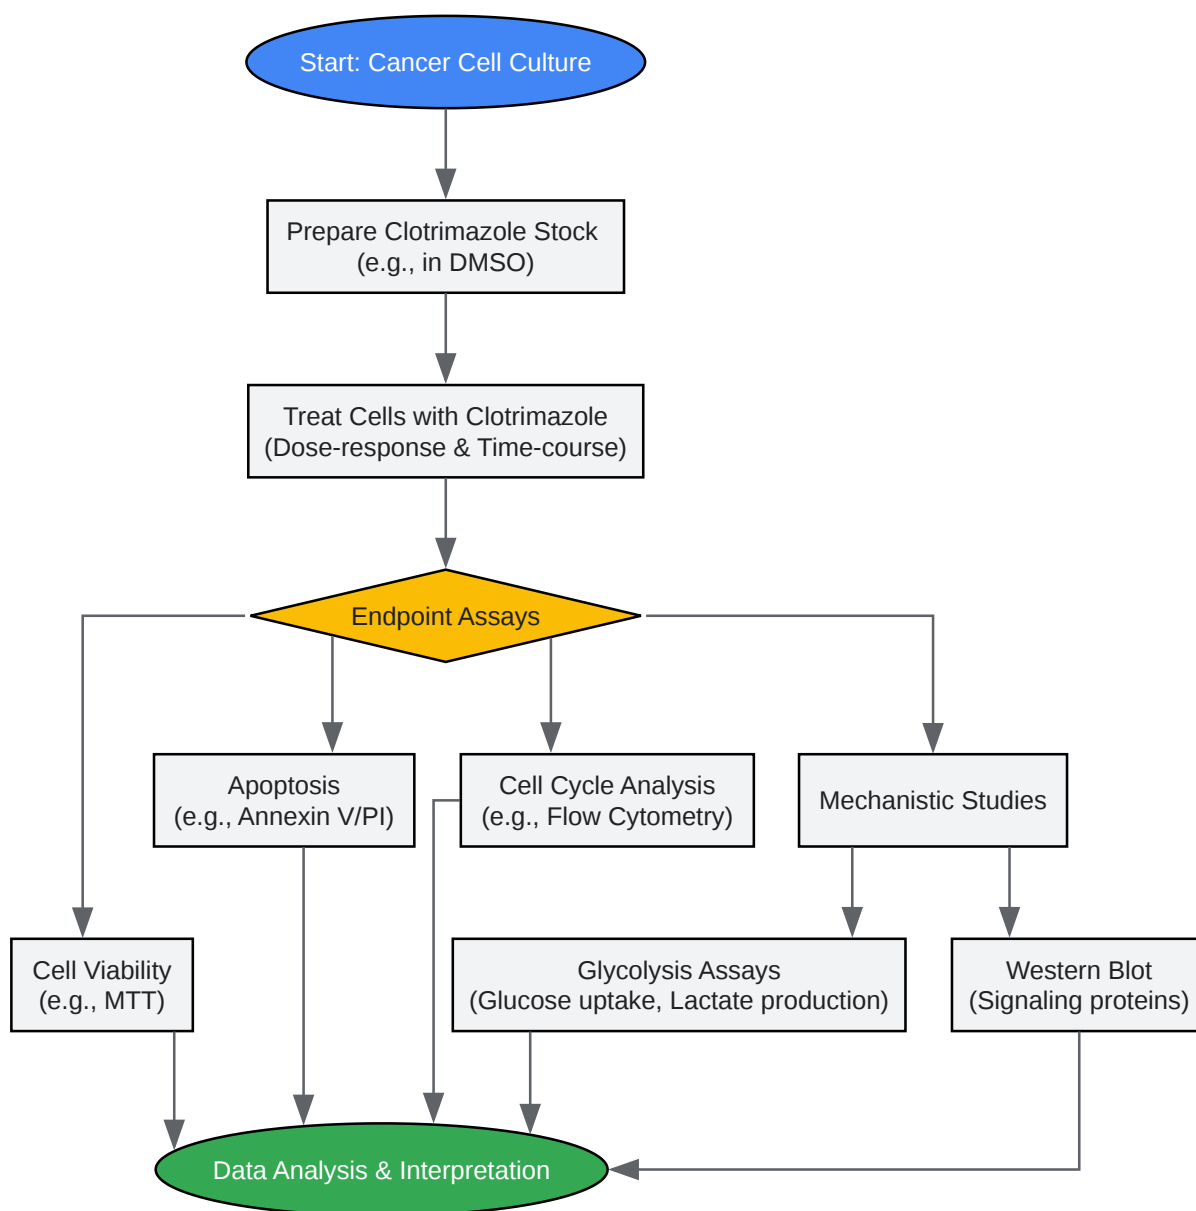 Start: Cancer Cell Culture
Prepare Clotrimazole Stock
(e.g., in DMSO)
Treat Cells with Clotrimazole
(Dose-response & Time-course)
Endpoint Assays
Apoptosis
(e.g., Annexin V/PI)
Cell Cycle Analysis
(e.g., Flow Cytometry)
Mechanistic Studies
Cell Viability
(e.g., MTT)
Glycolysis Assays
(Glucose uptake, Lactate production)
Western Blot
(Signaling proteins)
Data Analysis & Interpretation